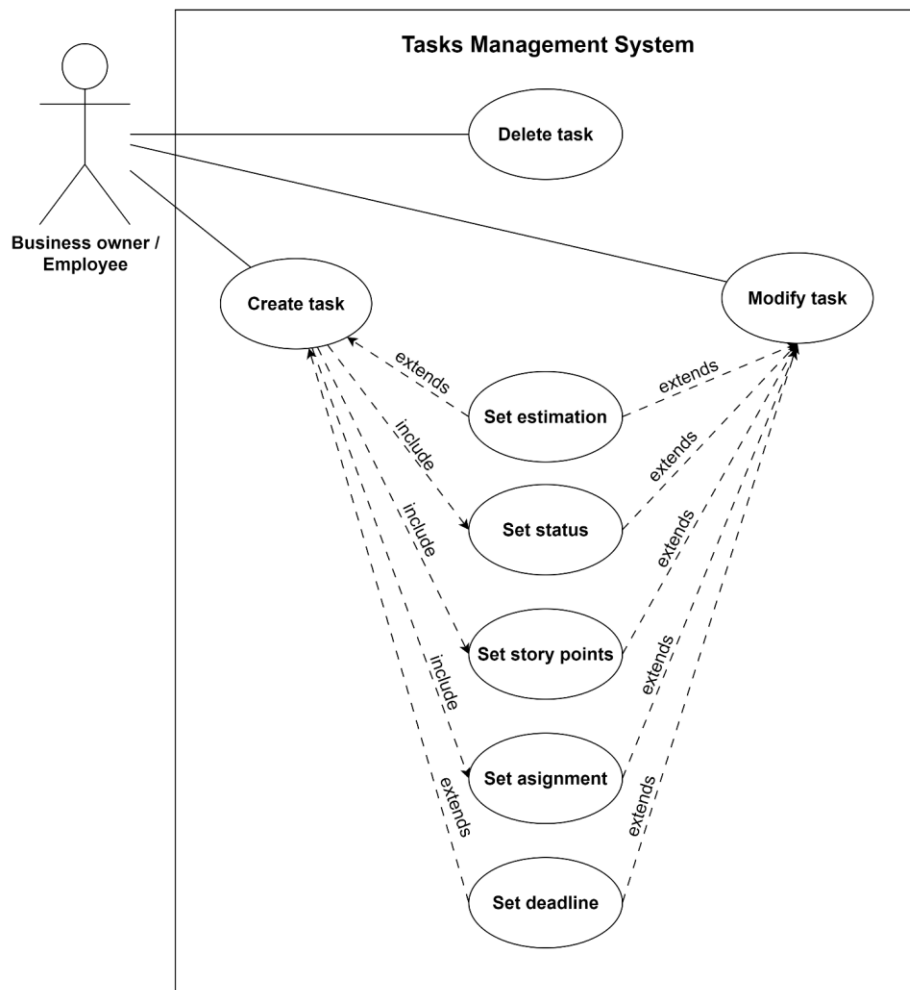 Tasks Management System
Delete task
Business owner /
Employee
Create task
Modify task
extends
extends
Set estimation
include
extends
Set status
include
extends
Set story points
include
extends
Set asignment
extends
extends
Set deadline